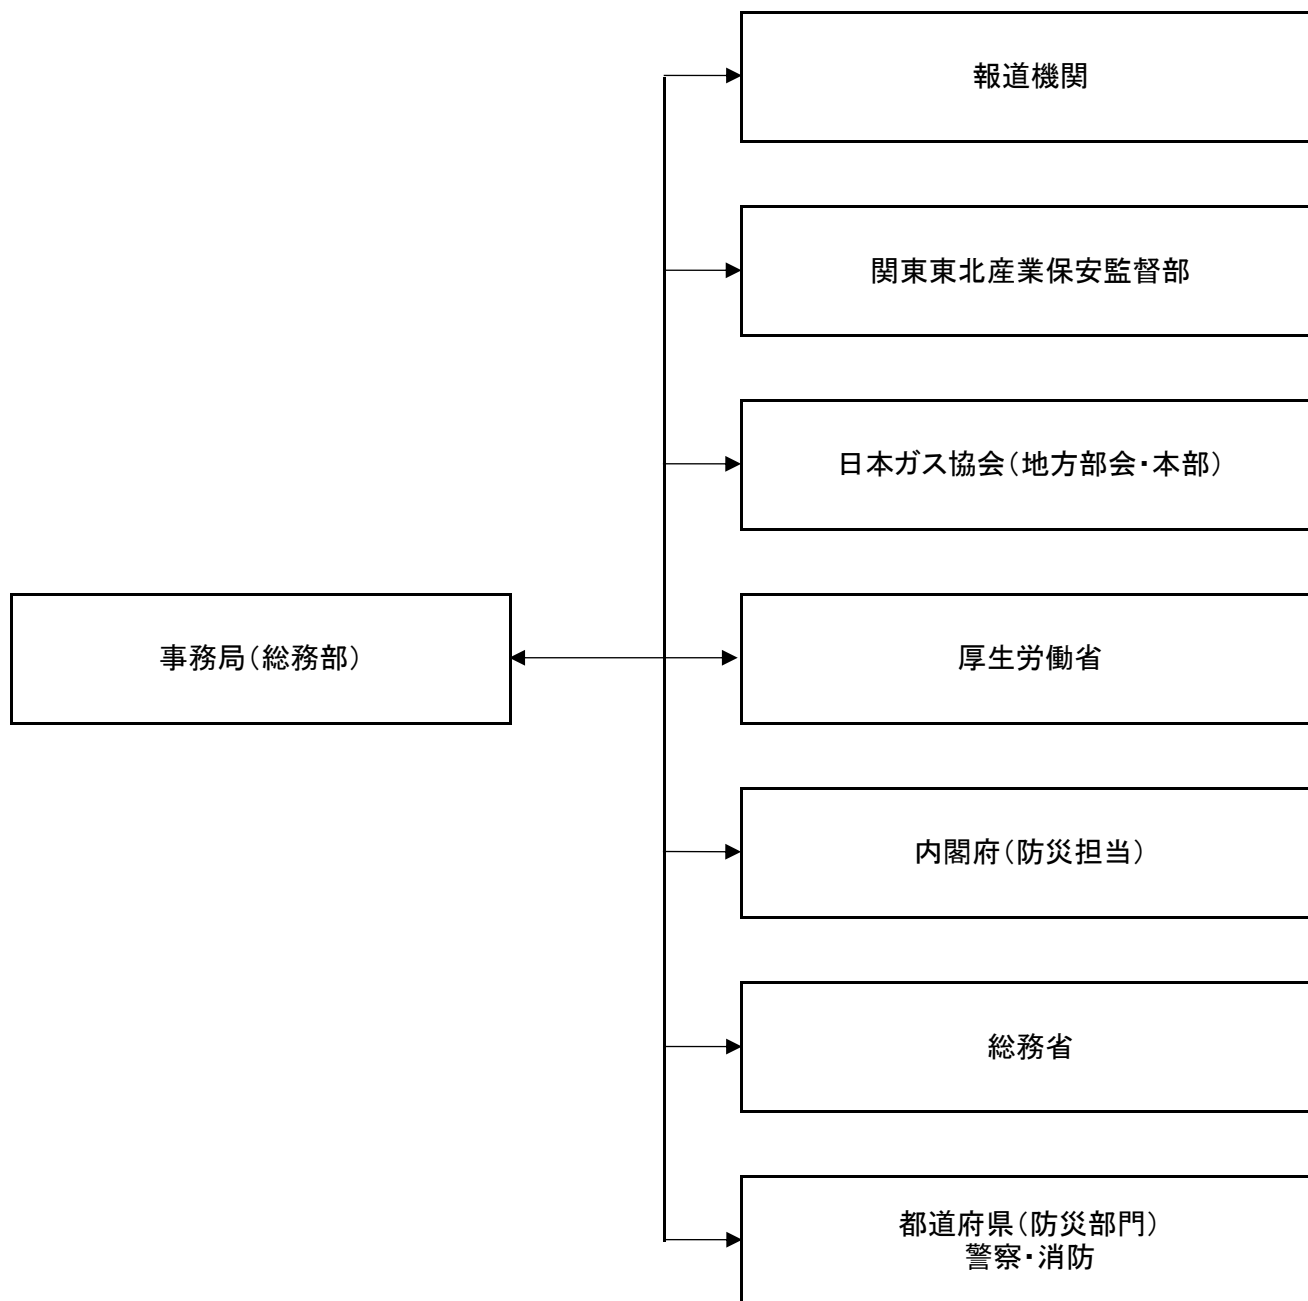 報道機関
関東東北産業保安監督部
日本ガス協会（地方部会・本部）
事務局（総務部）
厚生労働省
内閣府（防災担当）
総務省
都道府県（防災部門）
警察・消防